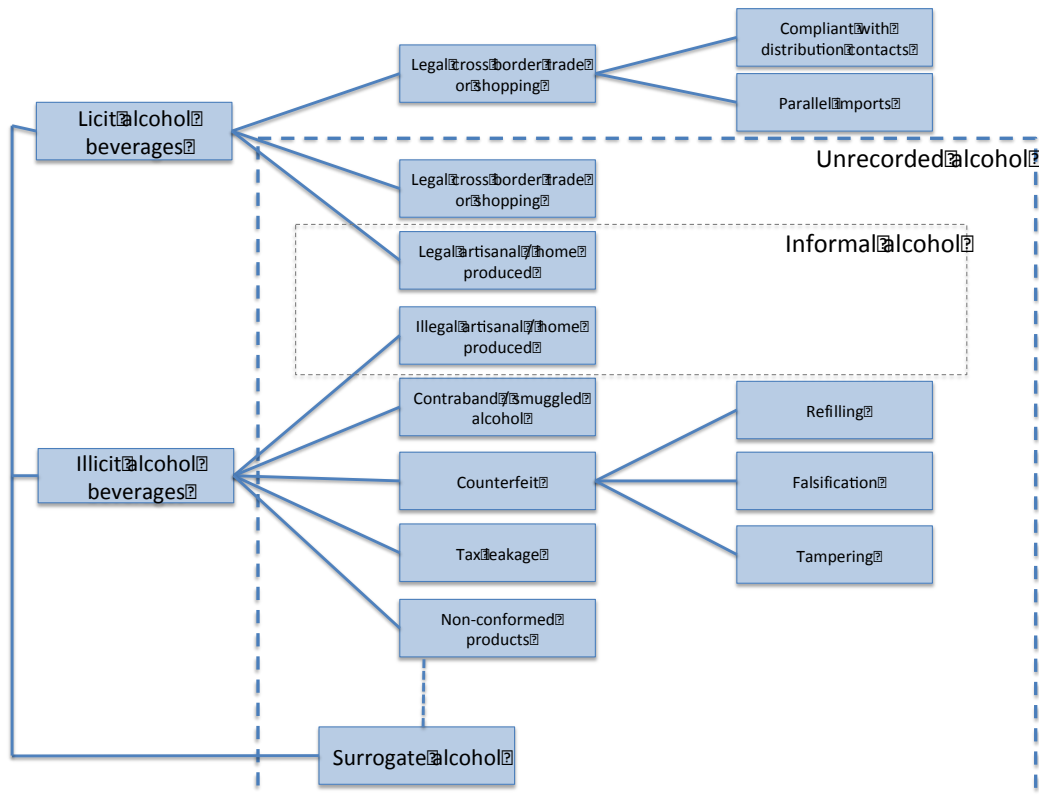 Compliant with
distribution contacts
Legal cross border trade
or shopping
Parallel imports
Licit alcohol
beverages
Unrecorded alcohol
Legal cross border trade
or shopping
Informal alcohol
Legal artisanal / home
produced
Illegal artisanal / home
produced
Contraband / smuggled
alcohol
Refilling
Illicit alcohol
beverages
Counterfeit
Falsification
Tax leakage
Tampering
Non-conformed
products
Surrogate alcohol